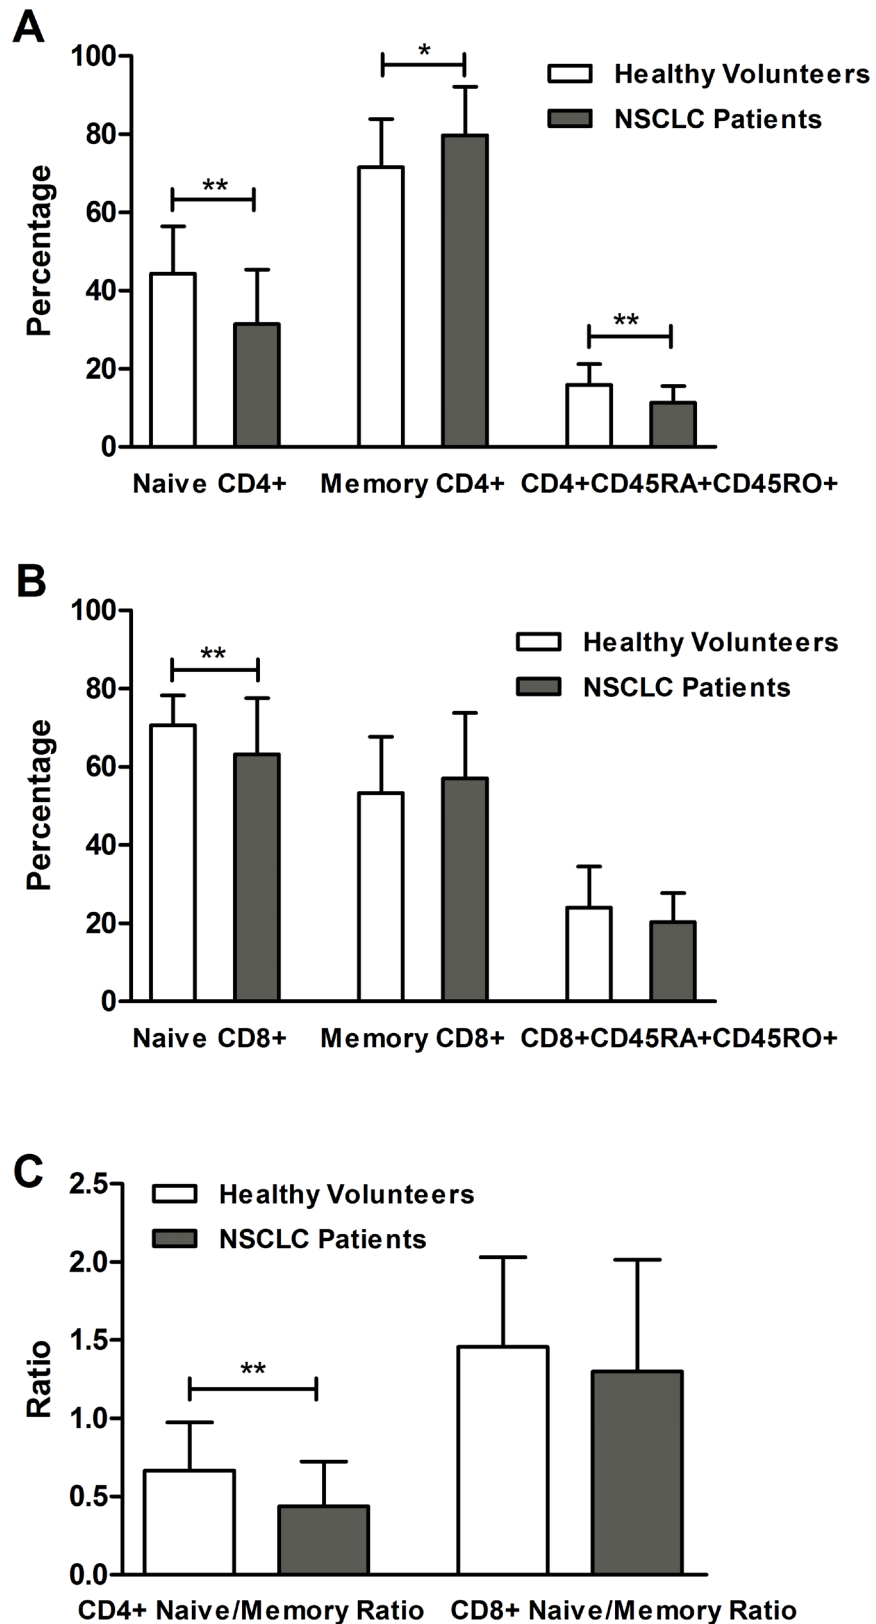 A
100
80
60
40
20
0
Percentage
**
*
**
Healthy Volunteers
NSCLC Patients
Naive CD4+ Memory CD4+ CD4+CD45RA+CD45RO+
B
100
80
60
40
20
0
Percentage
**
Healthy Volunteers
NSCLC Patients
Naive CD8+ Memory CD8+ CD8+CD45RA+CD45RO+
C
2.5
2.0
1.5
1.0
0.5
0.0
Ratio
Healthy Volunteers
NSCLC Patients
**
CD4+ Naive/Memory Ratio CD8+ Naive/Memory Ratio